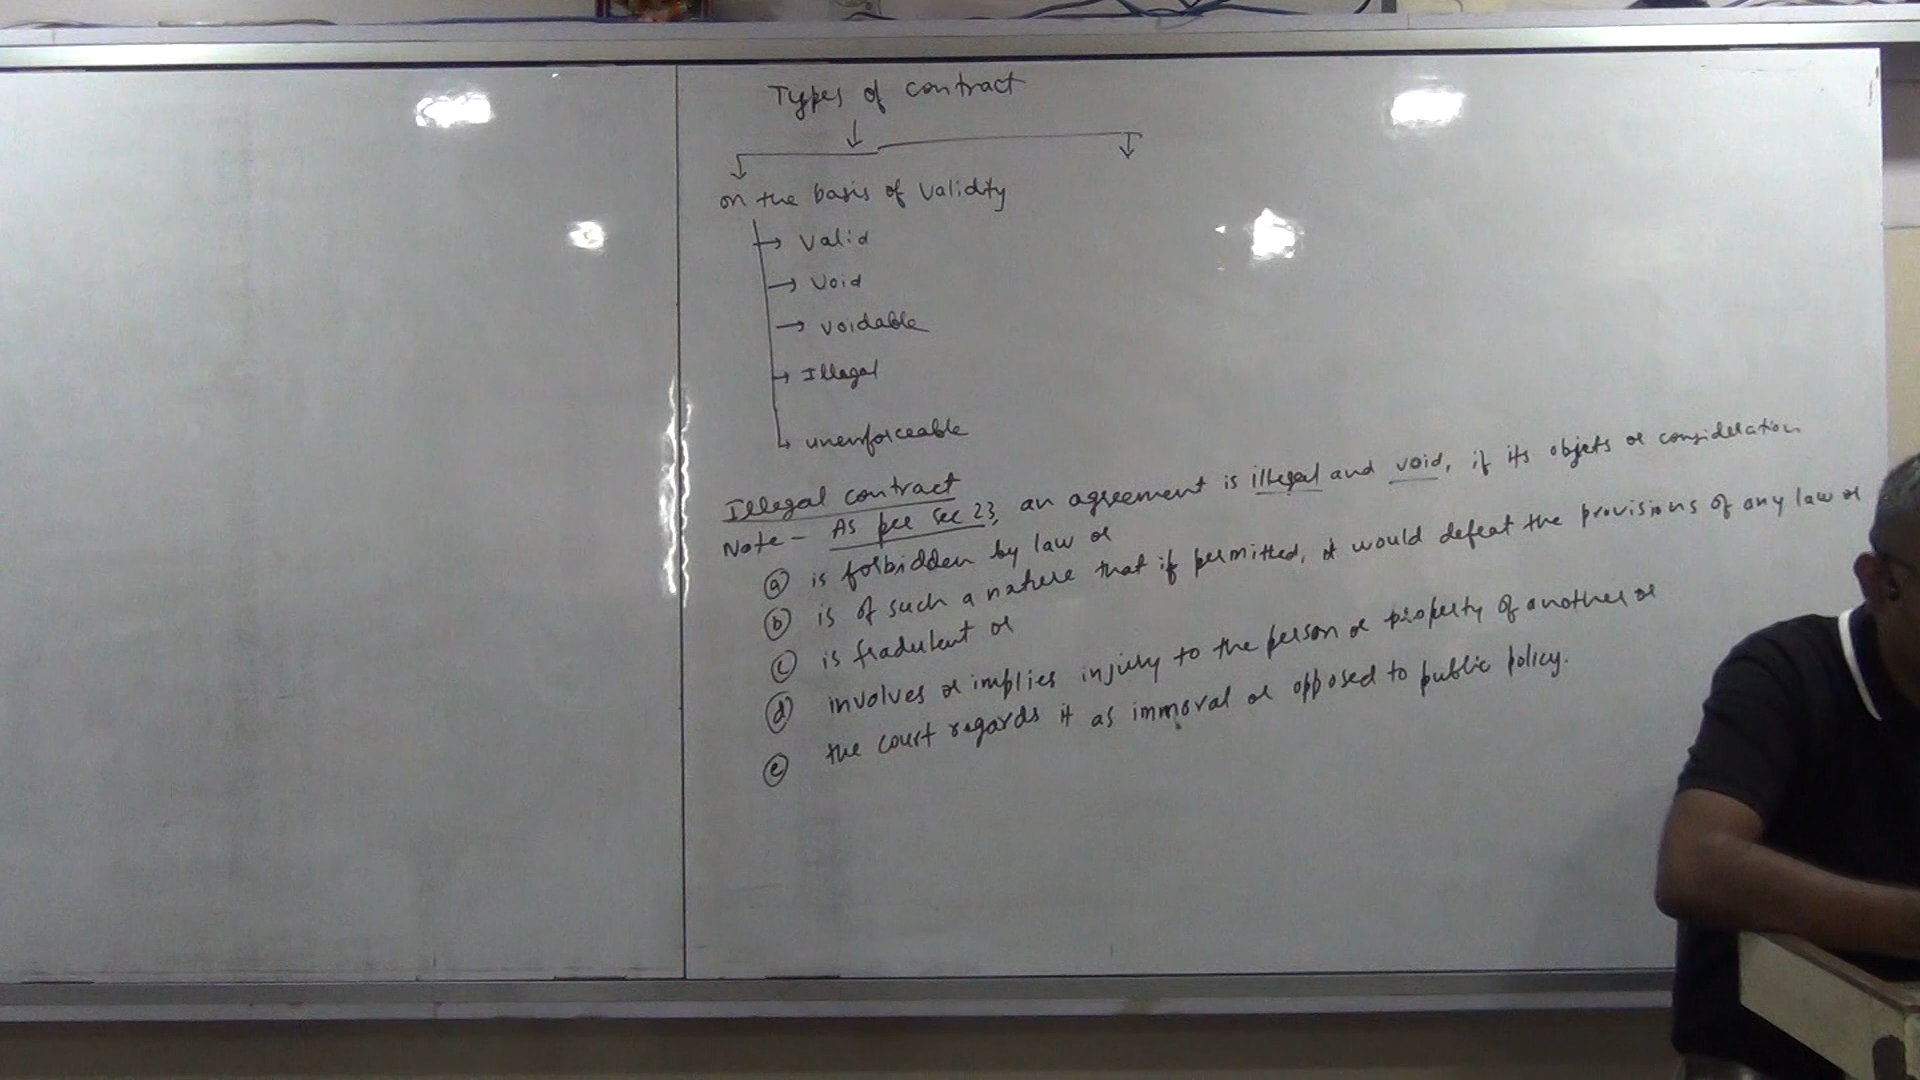 Types of contract
on the basis of validity
Valid
Void
voidable
Illegal
unenforceable
Illegal contract
Note - As per sec 23, an agreement is illegal and void, if its objets or consideration
(a) is forbidden by law or
(b) is of such a nature that if permitted, it would defeat the provisions of any law or
(c) is fradulent or
(d) involves or implies injury to the person or property of another or
(e) the court regards it as immoral or opposed to public policy.